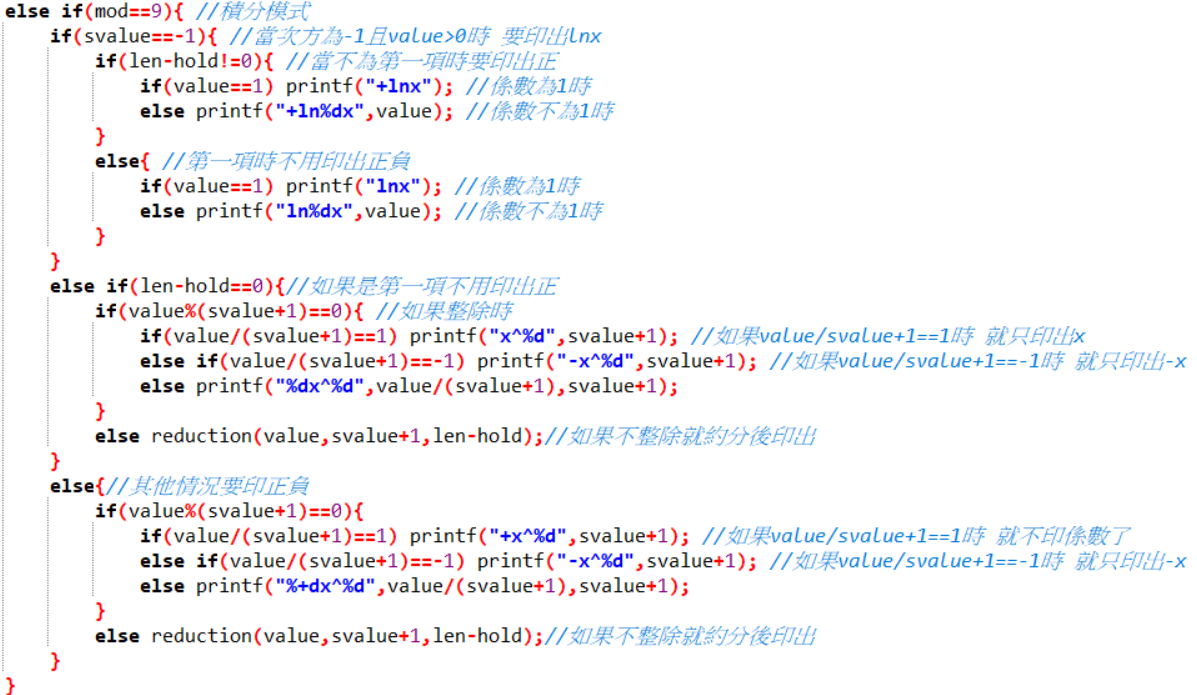 else if(mod==9){ //積分模式
if(svalue==-1){ //當次方為-1且value>0時 要印出lnx
if(len-hold!=0){ //當不為第一項時要印出正
if(value==1) printf("+lnx"); //係數為1時
else printf("+ln%dx",value); //係數不為1時
}
else{ //第一項時不用印出正負
if(value==1) printf("lnx"); //係數為1時
else printf("ln%dx",value); //係數不為1時
}
}
else if(len-hold==0){//如果是第一項不用印出正
if(value%(svalue+1)==0){ //如果整除時
if(value/(svalue+1)==1) printf("x^%d",svalue+1); //如果value/svalue+1==1時 就只印出x
else if(value/(svalue+1)==-1) printf("-x^%d",svalue+1); //如果value/svalue+1==-1時 就只印出-x
else printf("%dx^%d",value/(svalue+1),svalue+1);
}
else reduction(value,svalue+1,len-hold);//如果不整除就約分後印出
}
else{//其他情況要印正負
if(value%(svalue+1)==0){
if(value/(svalue+1)==1) printf("+x^%d",svalue+1); //如果value/svalue+1==1時 就不印係數了
else if(value/(svalue+1)==-1) printf("-x^%d",svalue+1); //如果value/svalue+1==-1時 就只印出-x
else printf("%+dx^%d",value/(svalue+1),svalue+1);
}
else reduction(value,svalue+1,len-hold);//如果不整除就約分後印出
}
}